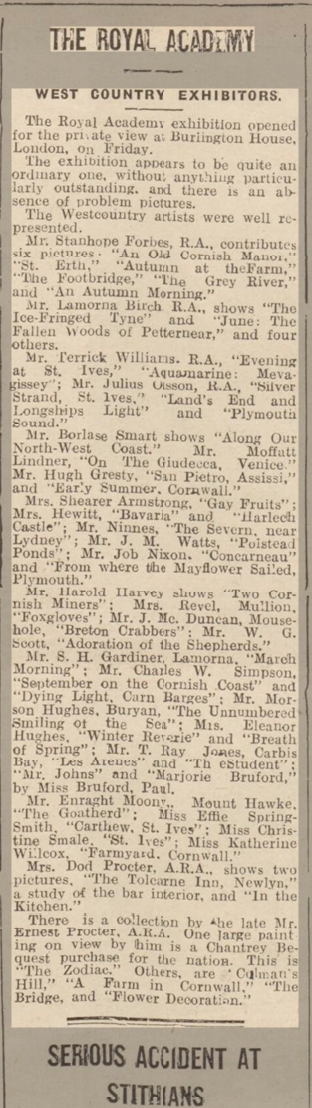 THE ROYAL ACADEMY
WEST COUNTRY EXHIBITORS.
The Royal Academy exhibition opened
for the private view at Burlington House,
London, on Friday.
The exhibition appears to be quite an
ordinary one, without anything particu-
larly outstanding, and there is an ab-
sence of problem pictures.
The Westcountry artists were well re-
presented.
Mr. Stanhope Forbes, R.A., contributes
six pictures. "An Old Cornish Manor,"
"St. Erth," "Autumn at theFarm,"
"The Footbridge," "The Grey River,"
and "An Autumn Morning."
Mr. Lamorna Birch R.A., shows "The
Ice-Fringed Tyne" and "June: The
Fallen Woods of Petternear," and four
others.
Mr. Terrick Williams. R.A., "Evening
at St. Ives," "Aquamarine: Meva-
gissey"; Mr. Julius Olsson, R.A., "Silver
Strand, St. Ives," "Land's End and
Longships Light" and "Plymouth
Sound."
Mr. Borlase Smart shows "Along Our
North-West Coast." Mr. Moffatt
Lindner, "On The Giudecca, Venice."
Mr. Hugh Gresty, "San Pietro, Assissi,"
and "Early Summer, Cornwall."
Mrs. Shearer Armstrong, "Gay Fruits";
Mrs. Hewitt, "Bavaria" and "Harlech
Castle"; Mr. Ninnes, "The Severn, near
Lydney"; Mr. J. M. Watts, "Polstead
Ponds"; Mr. Job Nixon, "Concarneau"
and "From where the Mayflower Sailed,
Plymouth."
Mr. Harold Harvey shows "Two Cor-
nish Miners"; Mrs. Revel, Mullion,
"Foxgloves"; Mr. J. Mc. Duncan, Mouse-
hole, "Breton Crabbers"; Mr. W. G.
Scott, "Adoration of the Shepherds."
Mr. S. H. Gardiner, Lamorna, "March
Morning"; Mr. Charles W. Simpson,
"September on the Cornish Coast" and
"Dying Light, Carn Barges"; Mr. Mor-
son Hughes, Buryan, "The Unnumbered
Smiling of the Sea"; Mrs. Eleanor
Hughes, "Winter Reverie" and "Breath
of Spring"; Mr. T. Ray Jones, Carbis
Bay, "Les Arenes" and "Th eStudent";
"Mr. Johns" and "Marjorie Bruford,"
by Miss Bruford, Paul.
Mr. Enraght Moony, Mount Hawke,
"The Goatherd"; Miss Effie Spring-
Smith, "Carthew, St. Ives"; Miss Chris-
tine Smale, "St. Ives"; Miss Katherine
Willcox, "Farmyard, Cornwall."
Mrs. Dod Procter, A.R.A., shows two
pictures, "The Tolcarne Inn, Newlyn,"
a study of the bar interior, and "In the
Kitchen."
There is a collection by the late Mr.
Ernest Procter, A.R.A. One large paint-
ing on view by him is a Chantrey Be-
quest purchase for the nation. This is
"The Zodiac." Others, are "Colman's
Hill," "A Farm in Cornwall," "The
Bridge, and "Flower Decoration."
SERIOUS ACCIDENT AT
STITHIANS